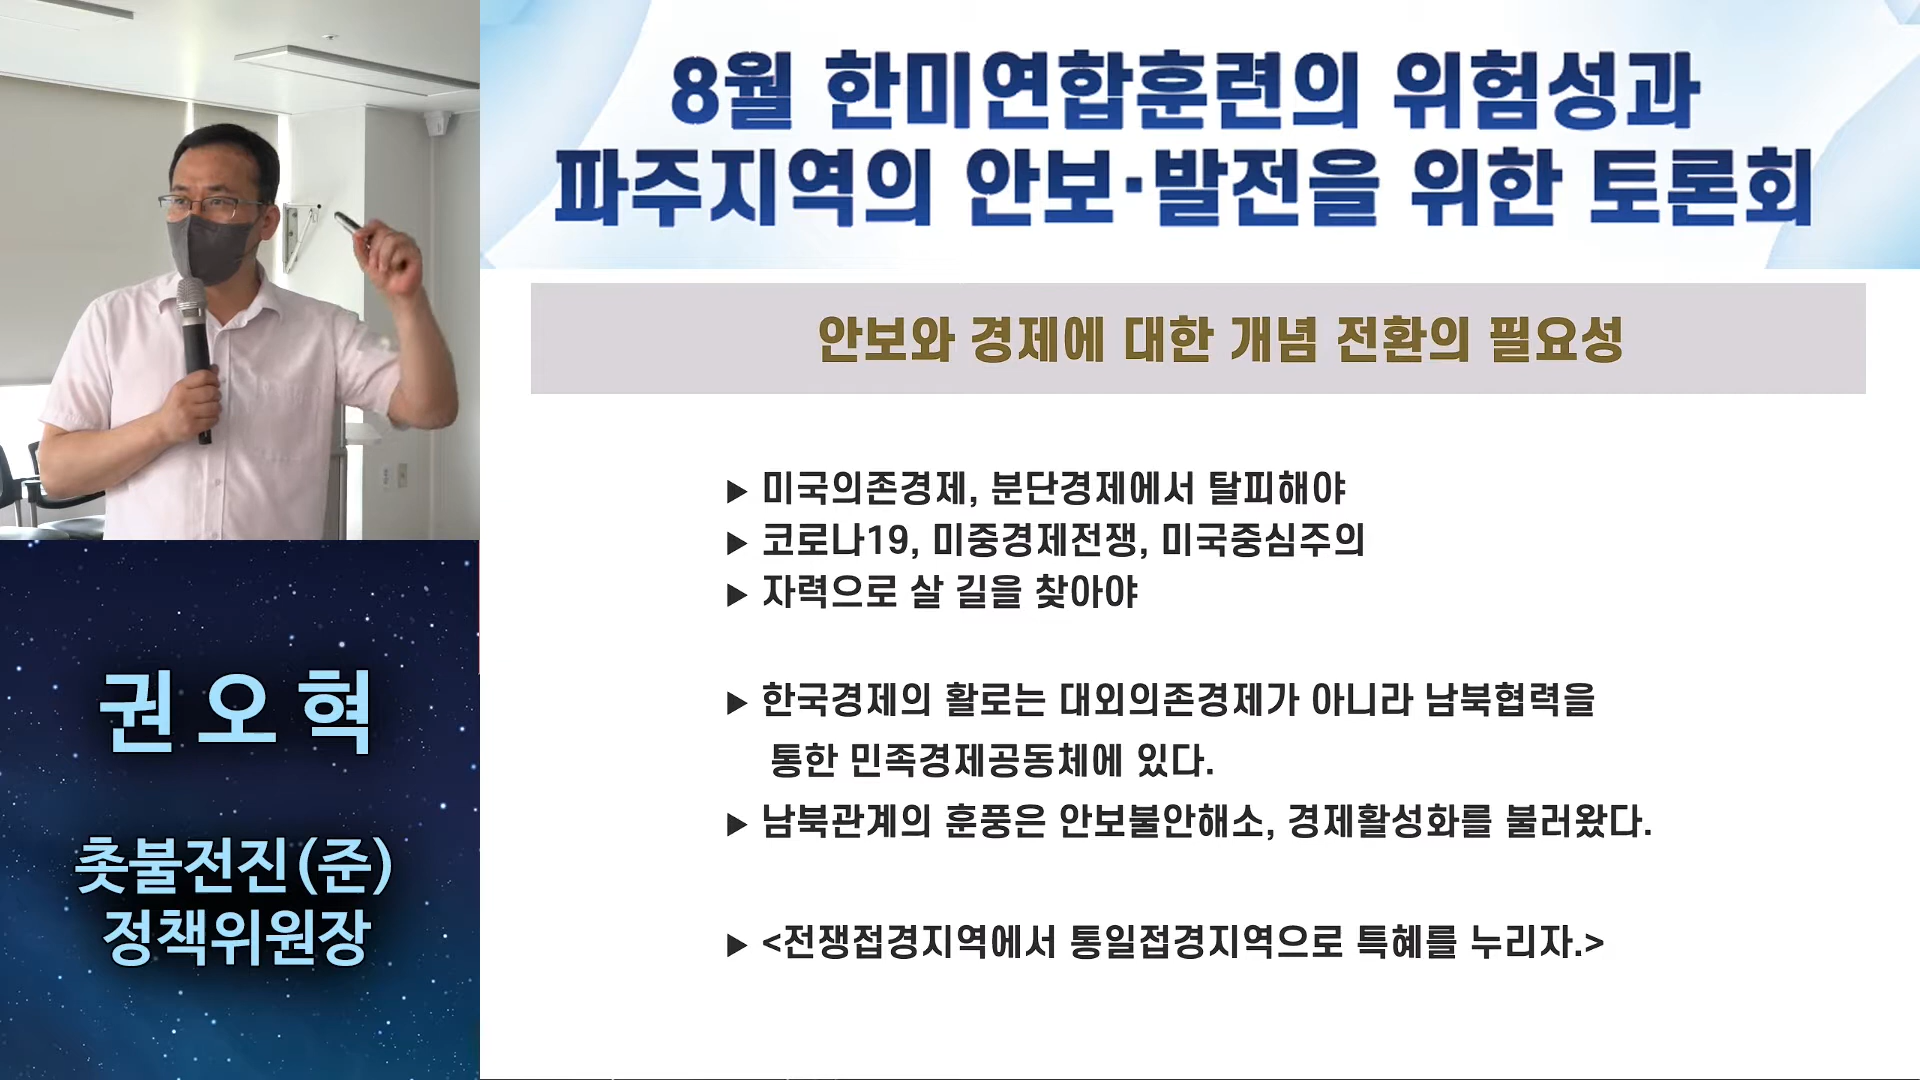 8월 한미연합훈련의 위험성과
파주지역의 안보·발전을 위한 토론회
안보와 경제에 대한 개념 전환의 필요성
▶ 미국의존경제, 분단경제에서 탈피해야
▶ 코로나19, 미중경제전쟁, 미국중심주의
▶ 자력으로 살 길을 찾아야
▶ 한국경제의 활로는 대외의존경제가 아니라 남북협력을
통한 민족경제공동체에 있다.
▶ 남북관계의 훈풍은 안보불안해소, 경제활성화를 불러왔다.
▶ <전쟁접경지역에서 통일접경지역으로 특혜를 누리자.>
권오혁
촛불전진(준)
정책위원장